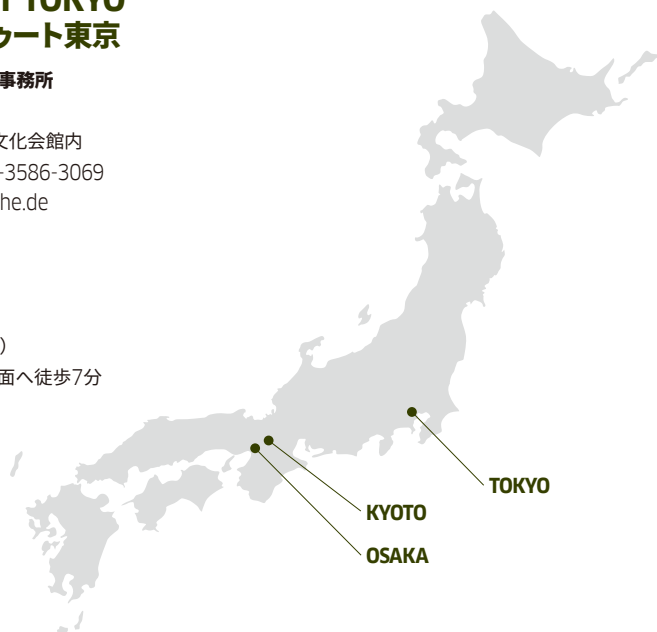 TOKYO
ゥート東京
事務所
文化会館内
-3586-3069
he.de
)
面へ徒歩7分
TOKYO
KYOTO
OSAKA